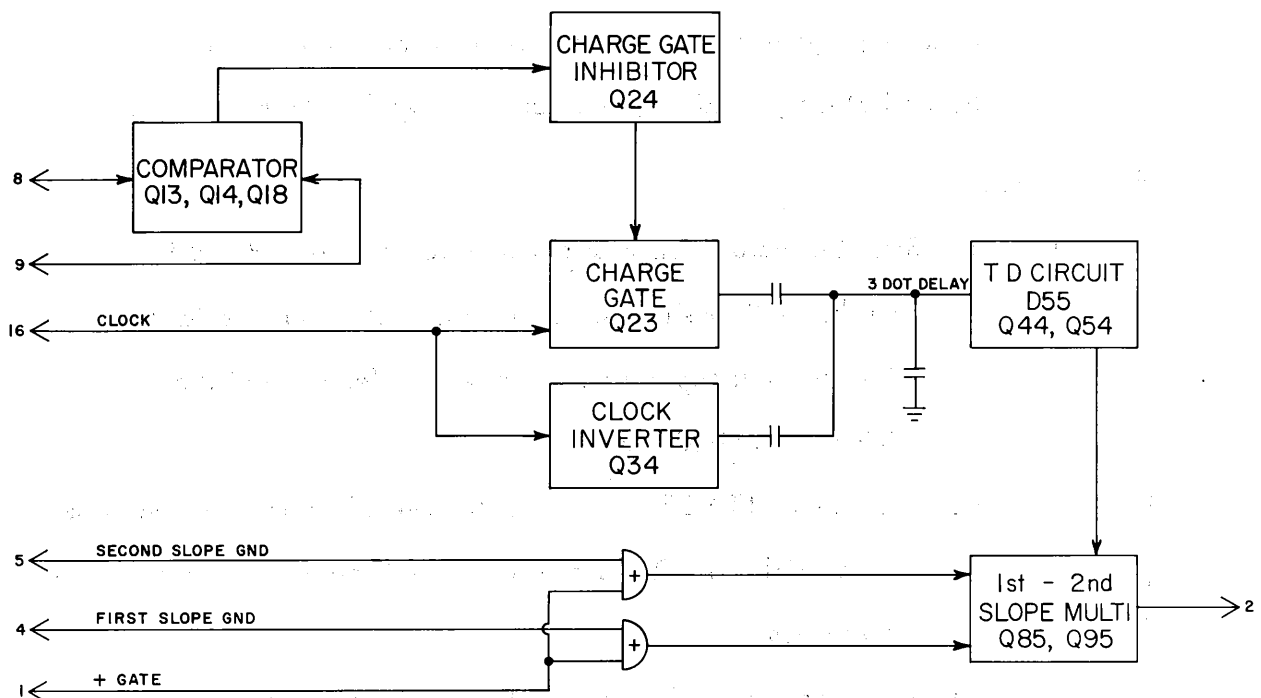 CHARGE GATE
INHIBITOR
Q24
COMPARATOR
Q13, Q14, Q18
8
9
CHARGE
GATE
Q23
3 DOT DELAY
T D CIRCUIT
D55
Q44, Q54
16
CLOCK
CLOCK
INVERTER
Q34
5
SECOND SLOPE GND
+
1st - 2nd
SLOPE MULTI
Q85, Q95
2
4
FIRST SLOPE GND
+
1
+ GATE